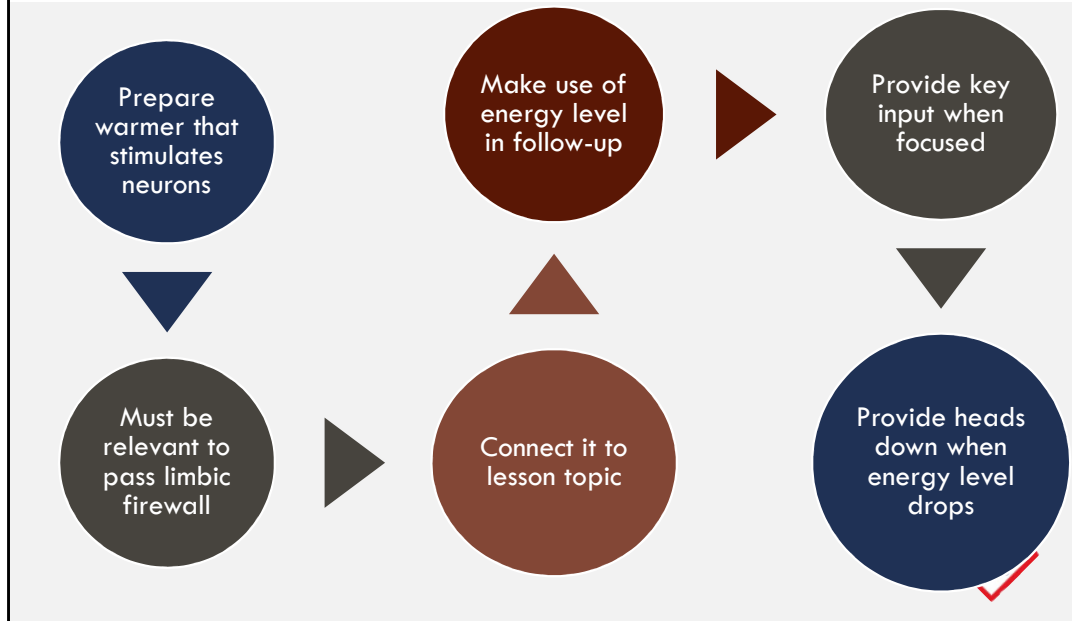 Prepare
warmer that
stimulates
neurons
Must be
relevant to
pass limbic
firewall
Connect it to
lesson topic
Make use of
energy level
in follow-up
Provide key
input when
focused
Provide heads
down when
energy level
drops